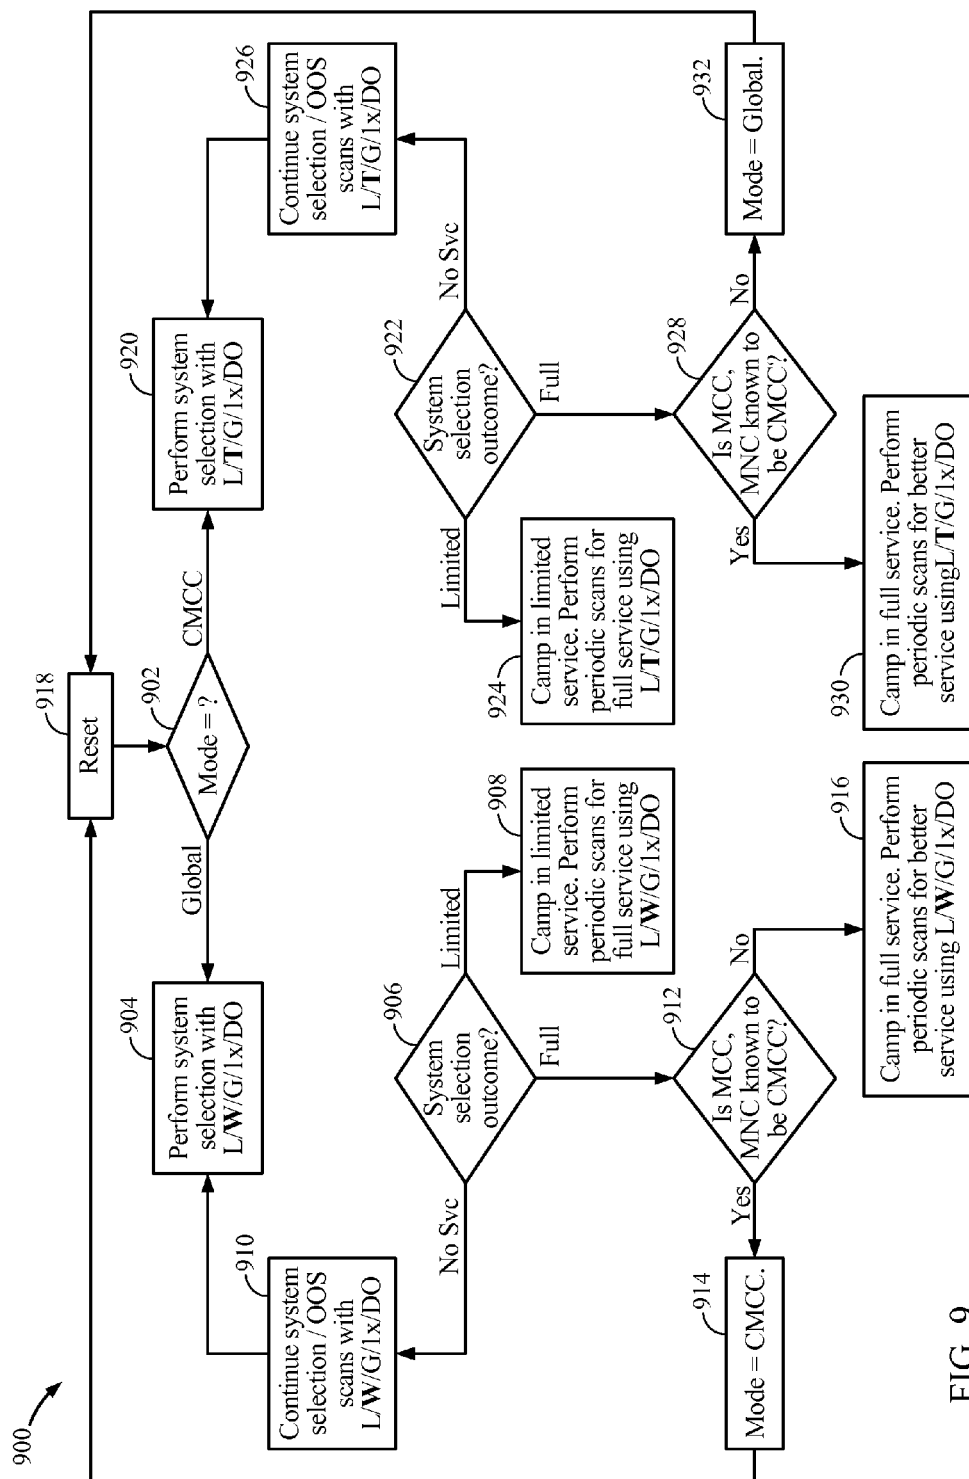 900
Reset
918
Mode = ?
902
Global
CMCC
Perform system
selection with
L/W/G/1x/DO
904
Perform system
selection with
L/T/G/1x/DO
920
Continue system
selection / OOS
scans with
L/W/G/1x/DO
910
Continue system
selection / OOS
scans with
L/T/G/1x/DO
926
System
selection
outcome?
906
No Svc
Limited
Full
System
selection
outcome?
922
Limited
No Svc
Full
Camp in limited
service. Perform
periodic scans for
full service using
L/W/G/1x/DO
908
Camp in limited
service. Perform
periodic scans for
full service using
L/T/G/1x/DO
924
Mode = CMCC.
914
Is MCC,
MNC known to
be CMCC?
912
Yes
No
Is MCC,
MNC known to
be CMCC?
928
Yes
No
Mode = Global.
932
Camp in full service. Perform
periodic scans for better
service using L/W/G/1x/DO
916
Camp in full service. Perform
periodic scans for better
service usingL/T/G/1x/DO
930
FIG. 9